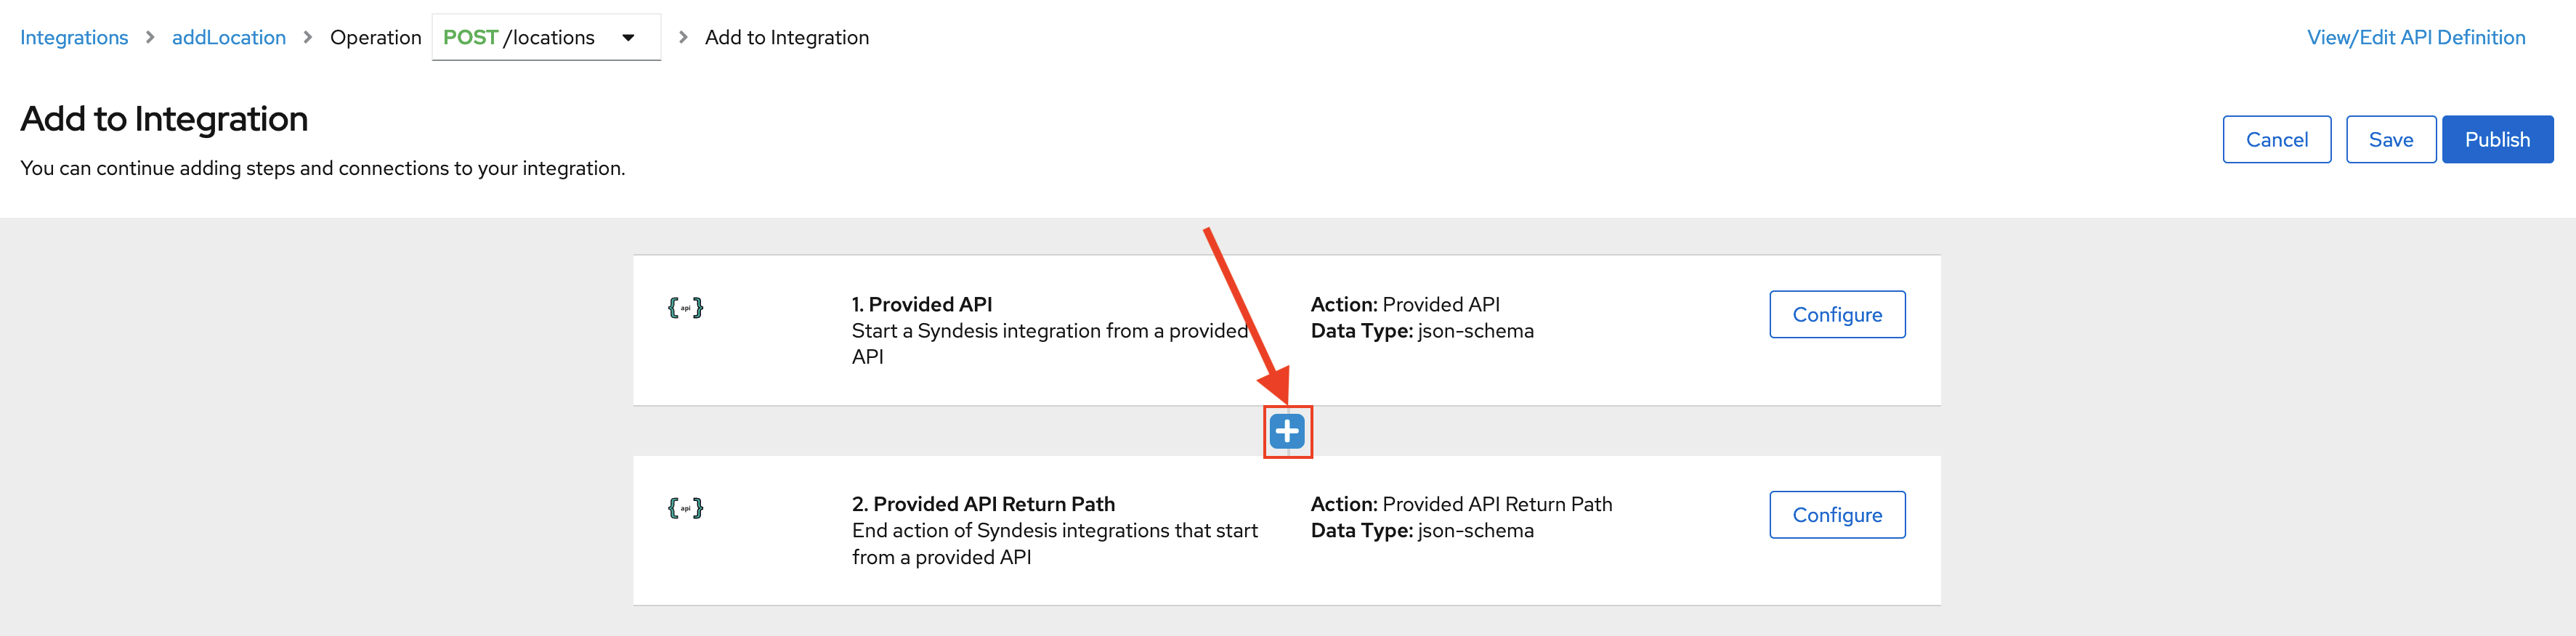 Integrations > addLocation > Operation POST /locations > Add to Integration View/Edit API Definition
Add to Integration
You can continue adding steps and connections to your integration.
Cancel Save Publish
{api} 1. Provided API
Start a Syndesis integration from a provided
API
Action: Provided API
Data Type: json-schema
Configure
{api} 2. Provided API Return Path
End action of Syndesis integrations that start
from a provided API
Action: Provided API Return Path
Data Type: json-schema
Configure